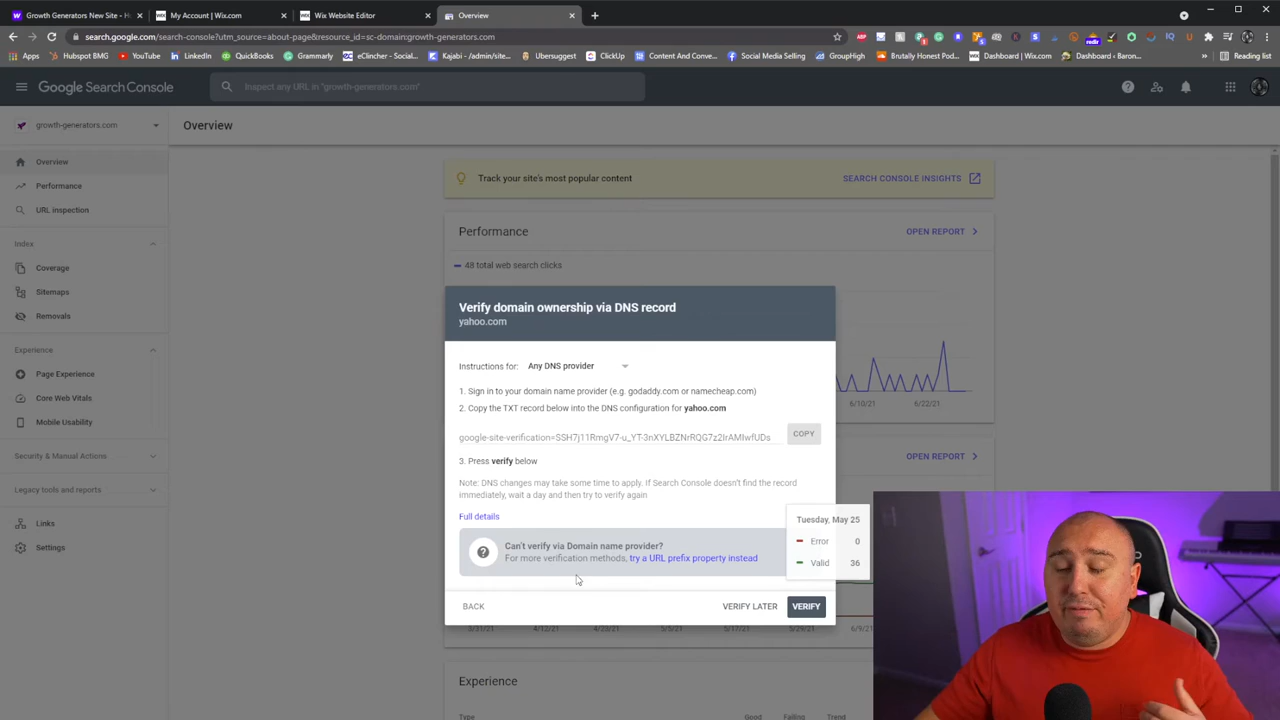 Growth Generators New Site - H
My Account | Wix.com
Wix Website Editor
Overview
search.google.com/search-console?utm_source=about-page&resource_id=sc-domain:growth-generators.com
Apps
Hubspot BMG
YouTube
LinkedIn
QuickBooks
Grammarly
eClincher - Social...
Kajabi - /admin/site...
Ubersuggest
ClickUp
Content And Conve...
Social Media Selling
GroupHigh
Brutally Honest Pod...
Dashboard | Wix.com
Dashboard ‹ Baron...
Reading list
Google Search Console
Inspect any URL in "growth-generators.com"
growth-generators.com
Overview
Overview
Performance
URL inspection
Index
Coverage
Sitemaps
Removals
Experience
Page Experience
Core Web Vitals
Mobile Usability
Security & Manual Actions
Legacy tools and reports
Links
Settings
Track your site's most popular content
SEARCH CONSOLE INSIGHTS
Performance
OPEN REPORT
48 total web search clicks
Verify domain ownership via DNS record
yahoo.com
Instructions for: Any DNS provider
1. Sign in to your domain name provider (e.g. godaddy.com or namecheap.com)
2. Copy the TXT record below into the DNS configuration for yahoo.com
google-site-verification=SSH7j11RmgV7-u_YT-3nXYLBZNrRQG7z2IrAMIwfUDs
COPY
3. Press verify below
Note: DNS changes may take some time to apply. If Search Console doesn't find the record
immediately, wait a day and then try to verify again
Full details
Can't verify via Domain name provider?
For more verification methods, try a URL prefix property instead
BACK
VERIFY LATER
VERIFY
6/10/21
6/22/21
OPEN REPORT
Tuesday, May 25
Error 0
Valid 36
3/31/21
4/12/21
4/23/21
5/5/21
5/17/21
5/29/21
6/9/21
Experience
Type
Good
Failing
Trend